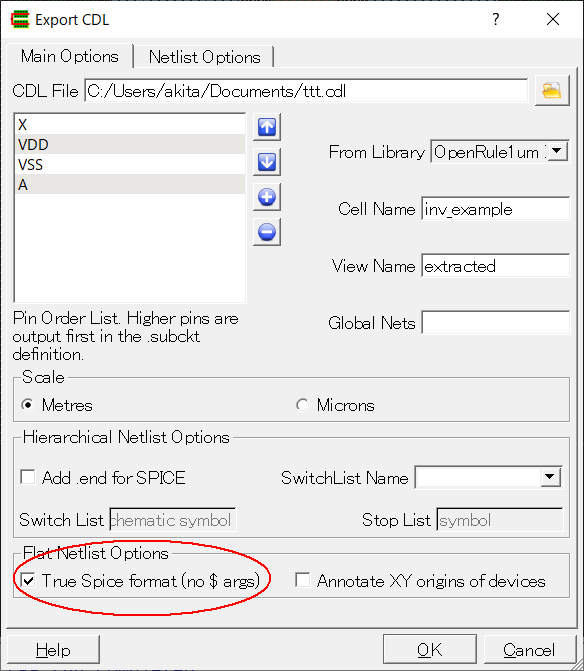 Export CDL
Main Options
Netlist Options
CDL File
C:/Users/akita/Documents/ttt.cdl
X
VDD
VSS
A
From Library
OpenRule1um
Cell Name
inv_example
View Name
extracted
Global Nets
Pin Order List. Higher pins are
output first in the .subckt
definition.
Scale
Metres
Microns
Hierarchical Netlist Options
Add .end for SPICE
SwitchList Name
Switch List
hematic symbol
Stop List
symbol
Flat Netlist Options
True Spice format (no $ args)
Annotate XY origins of devices
Help
OK
Cancel